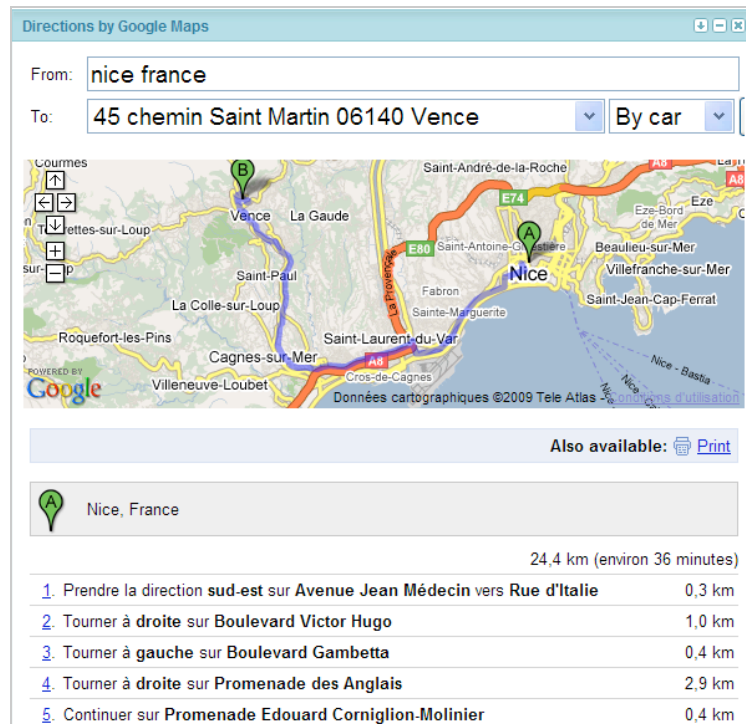 Directions by Google Maps
From: nice france
To: 45 chemin Saint Martin 06140 Vence By car
Courmes
Saint-André-de-la-Roche
A8
A8
B
E74
Eze
Vence
La Gaude
Eze-Bord
de Mer
rettes-sur-Loup
A
E80
Saint-Antoine-Ginestière
Beaulieu-sur-Mer
Nice
Villefranche-sur-Mer
Saint-Paul
La Provençale
Fabron
La Colle-sur-Loup
Sainte-Marguerite
Saint-Jean-Cap-Ferrat
Roquefort-les-Pins
Saint-Laurent-du-Var
Cagnes-sur-Mer
A8
Nice - Bastia
POWERED BY
Google
Villeneuve-Loubet
Cros-de-Cagnes
Données cartographiques ©2009 Tele Atlas - Conditions d'utilisation
Also available: Print
A
Nice, France
24,4 km (environ 36 minutes)
1. Prendre la direction sud-est sur Avenue Jean Médecin vers Rue d'Italie 0,3 km
2. Tourner à droite sur Boulevard Victor Hugo 1,0 km
3. Tourner à gauche sur Boulevard Gambetta 0,4 km
4. Tourner à droite sur Promenade des Anglais 2,9 km
5. Continuer sur Promenade Edouard Corniglion-Molinier 0,4 km